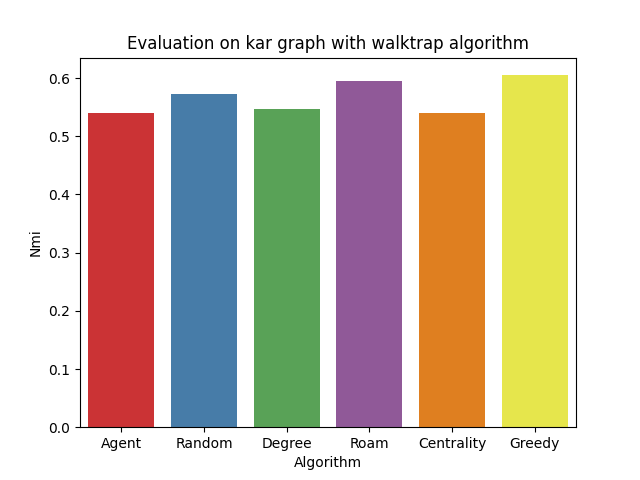 Evaluation on kar graph with walktrap algorithm
0.6
0.5
0.4
0.3
0.2
0.1
0.0
Nmi
Agent Random Degree Roam Centrality Greedy
Algorithm